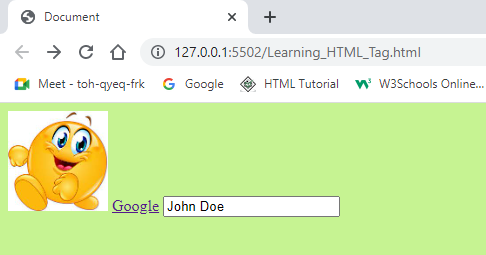 Document
127.0.0.1:5502/Learning_HTML_Tag.html
Meet - toh-qyeq-frk Google HTML Tutorial W3Schools Online...
Google John Doe